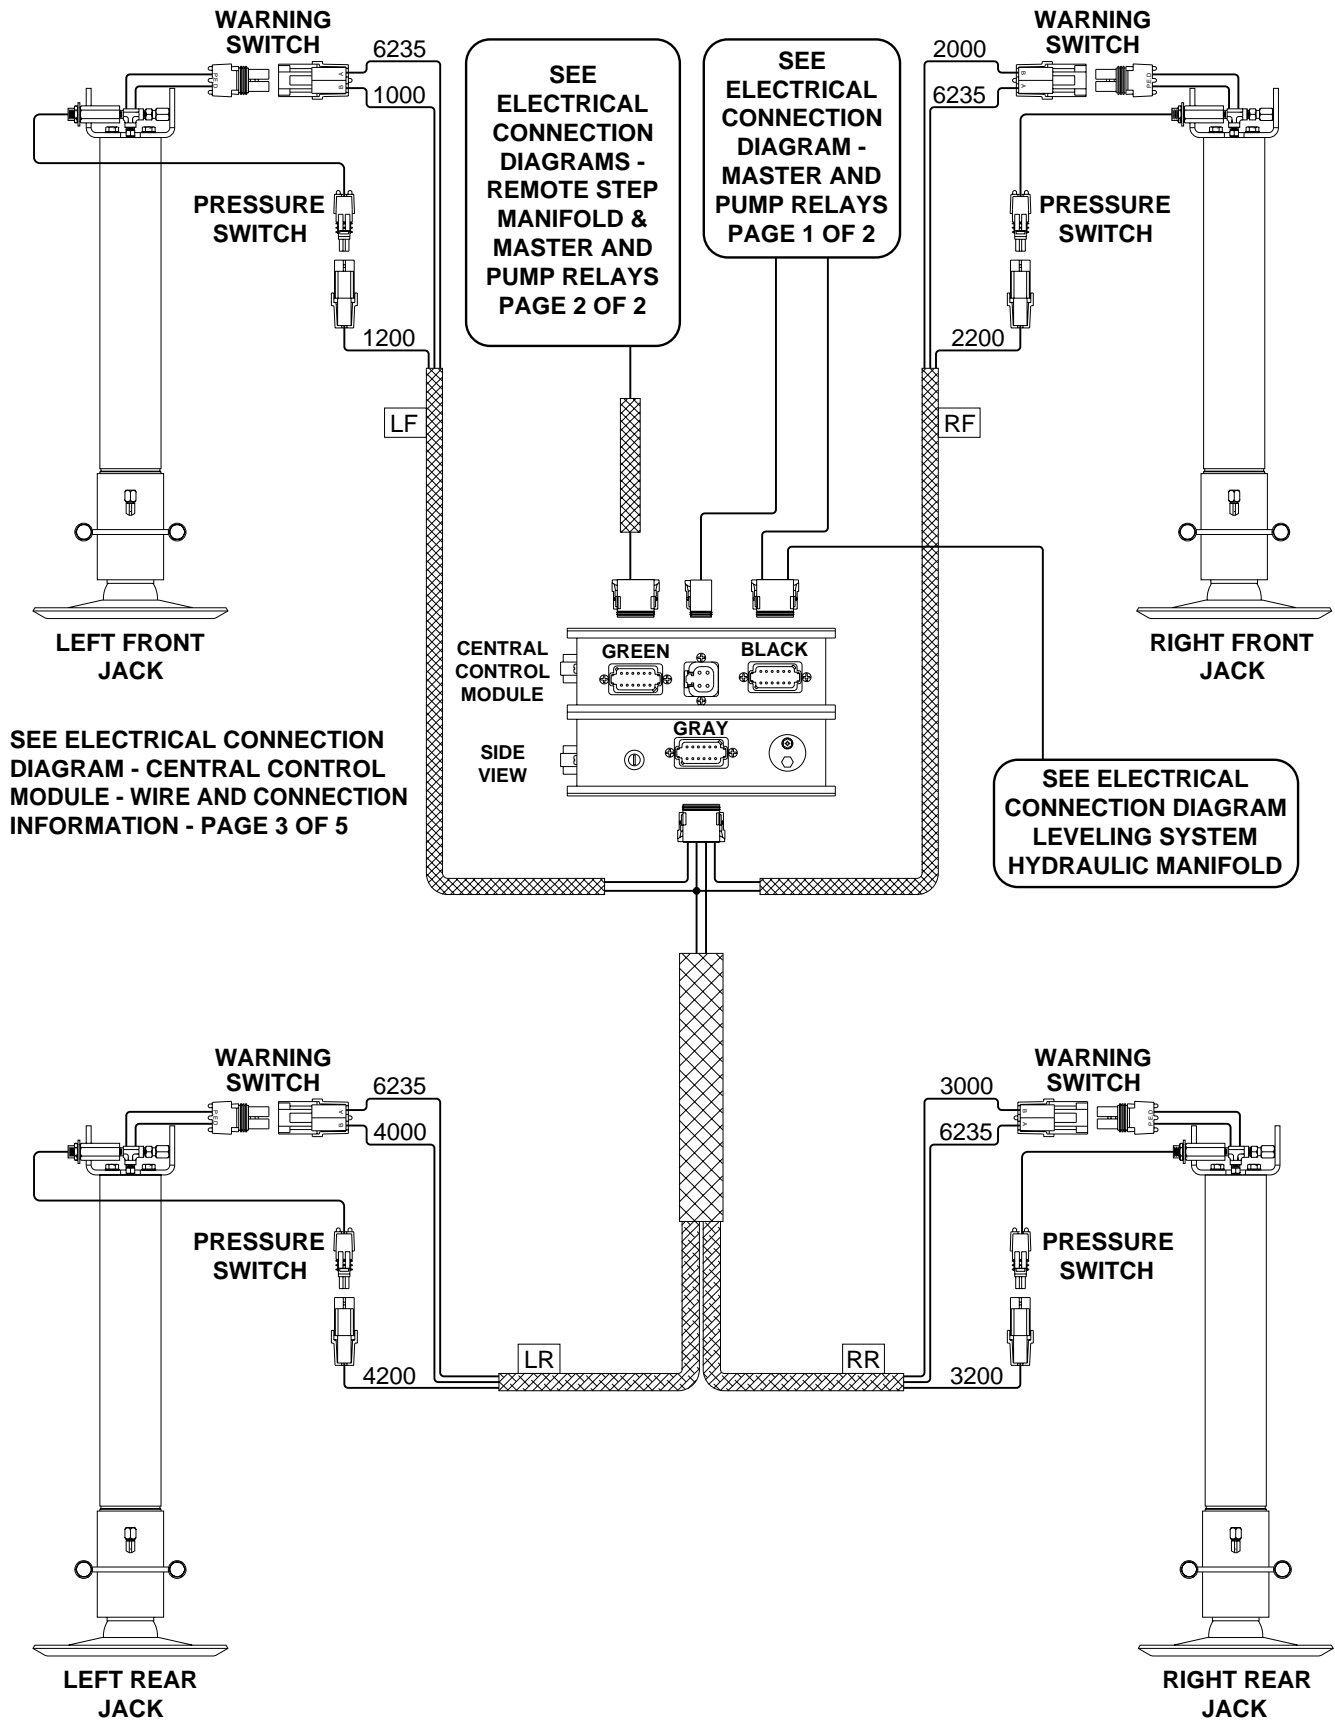 WARNING
SWITCH
6235
1000
PRESSURE
SWITCH
1200
LF
LEFT FRONT
JACK
SEE
ELECTRICAL
CONNECTION
DIAGRAMS -
REMOTE STEP
MANIFOLD &
MASTER AND
PUMP RELAYS
PAGE 2 OF 2
SEE
ELECTRICAL
CONNECTION
DIAGRAM -
MASTER AND
PUMP RELAYS
PAGE 1 OF 2
2000
6235
WARNING
SWITCH
PRESSURE
SWITCH
2200
RF
RIGHT FRONT
JACK
CENTRAL
CONTROL
MODULE
GREEN
BLACK
SIDE
VIEW
GRAY
SEE ELECTRICAL CONNECTION
DIAGRAM - CENTRAL CONTROL
MODULE - WIRE AND CONNECTION
INFORMATION - PAGE 3 OF 5
SEE ELECTRICAL
CONNECTION DIAGRAM
LEVELING SYSTEM
HYDRAULIC MANIFOLD
WARNING
SWITCH
6235
4000
PRESSURE
SWITCH
4200
LR
LEFT REAR
JACK
3000
6235
WARNING
SWITCH
PRESSURE
SWITCH
3200
RR
RIGHT REAR
JACK